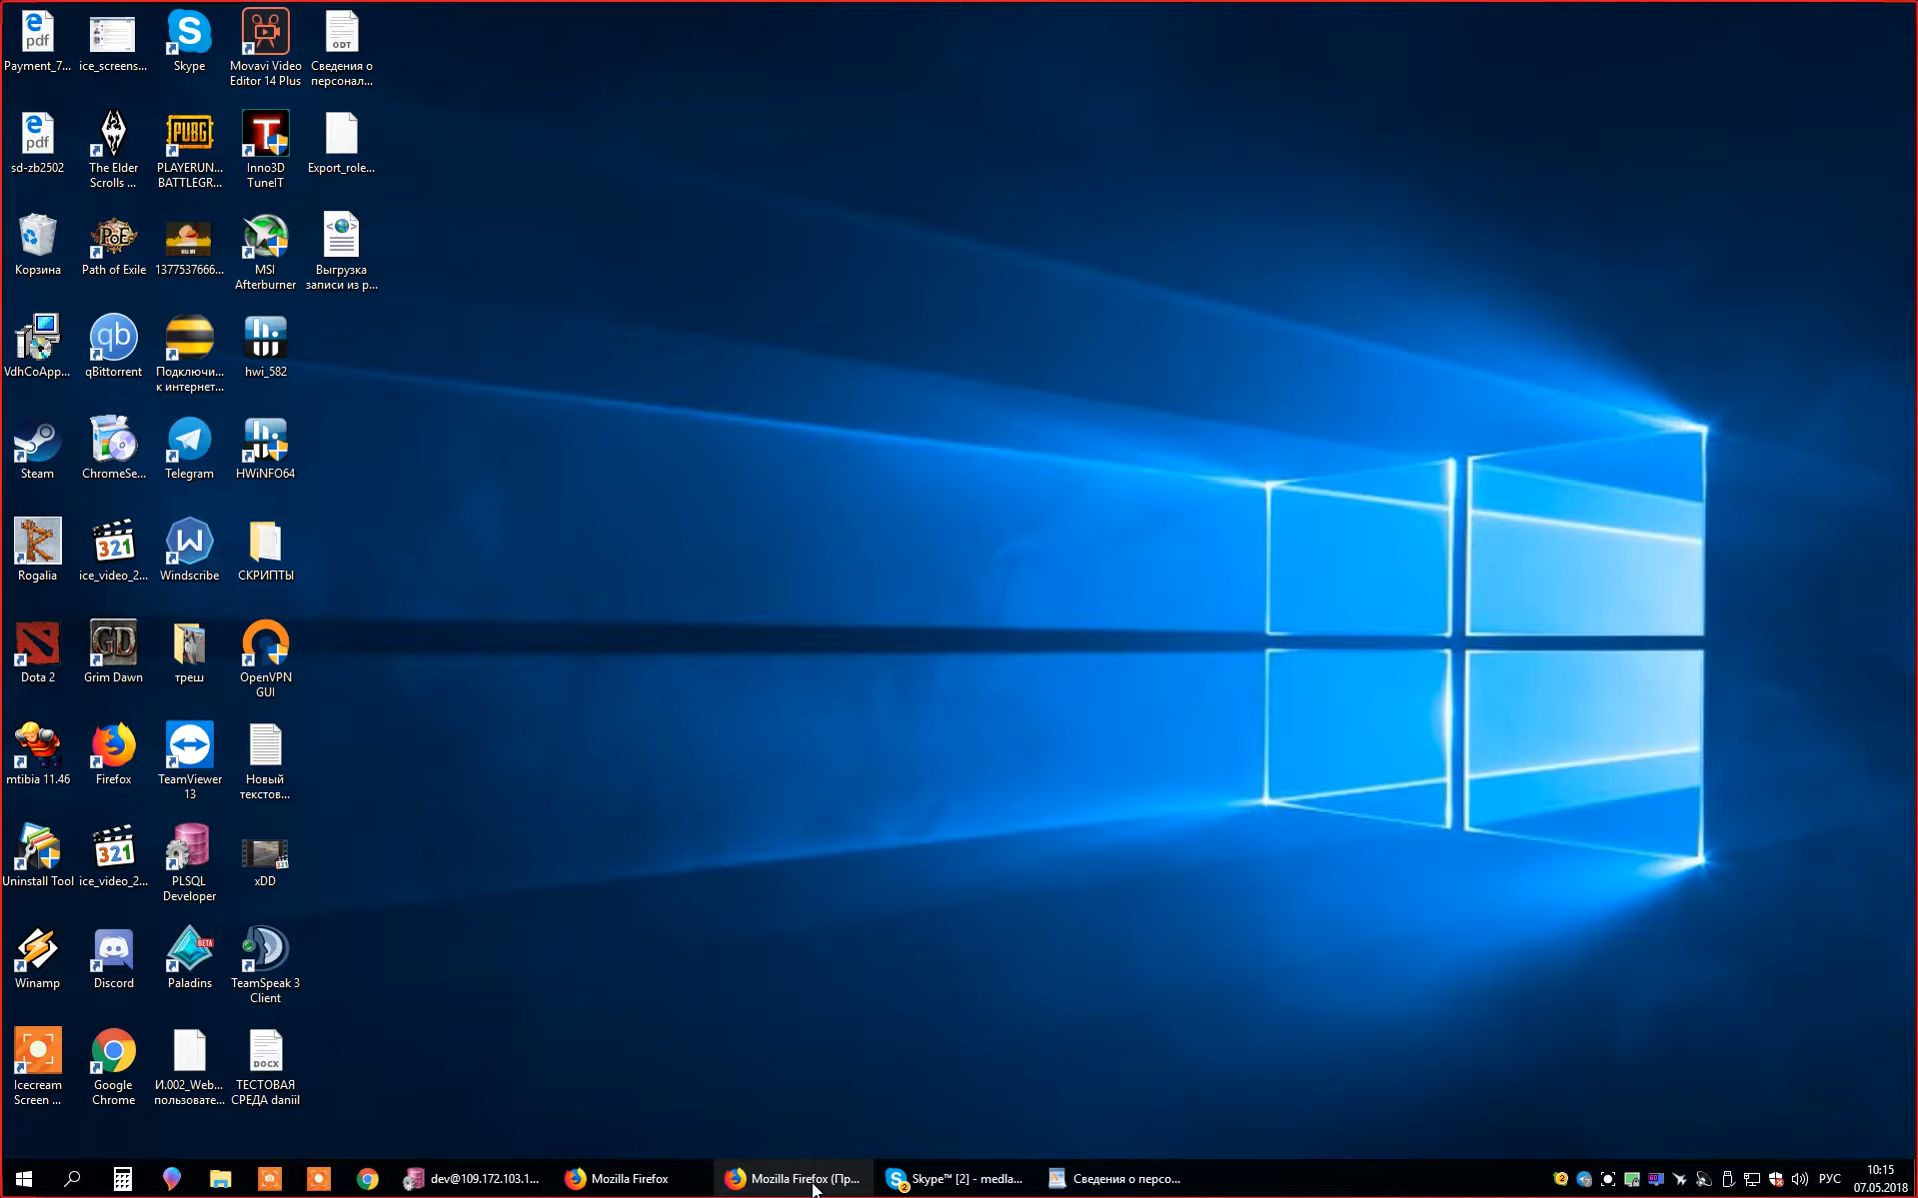 Payment_7...
ice_screens...
Skype
Movavi Video
Editor 14 Plus
Сведения о
персонал...
sd-zb2502
The Elder
Scrolls ...
PLAYERUN...
BATTLEGR...
Inno3D
TuneIT
Export_role...
Корзина
Path of Exile
1377537666...
MSI
Afterburner
Выгрузка
записи из р...
VdhCoApp...
qBittorrent
Подключи...
к интернет...
hwi_582
Steam
ChromeSe...
Telegram
HWiNFO64
Rogalia
ice_video_2...
Windscribe
СКРИПТЫ
Dota 2
Grim Dawn
треш
OpenVPN
GUI
mtibia 11.46
Firefox
TeamViewer
13
Новый
текстов...
Uninstall Tool
ice_video_2...
PLSQL
Developer
xDD
Winamp
Discord
Paladins
TeamSpeak 3
Client
Icecream
Screen ...
Google
Chrome
И.002_Web...
пользовате...
ТЕСТОВАЯ
СРЕДА daniil
dev@109.172.103.1...
Mozilla Firefox
Mozilla Firefox (Пр...
Skype™ [2] - medla...
Сведения о персо...
РУС
10:15
07.05.2018